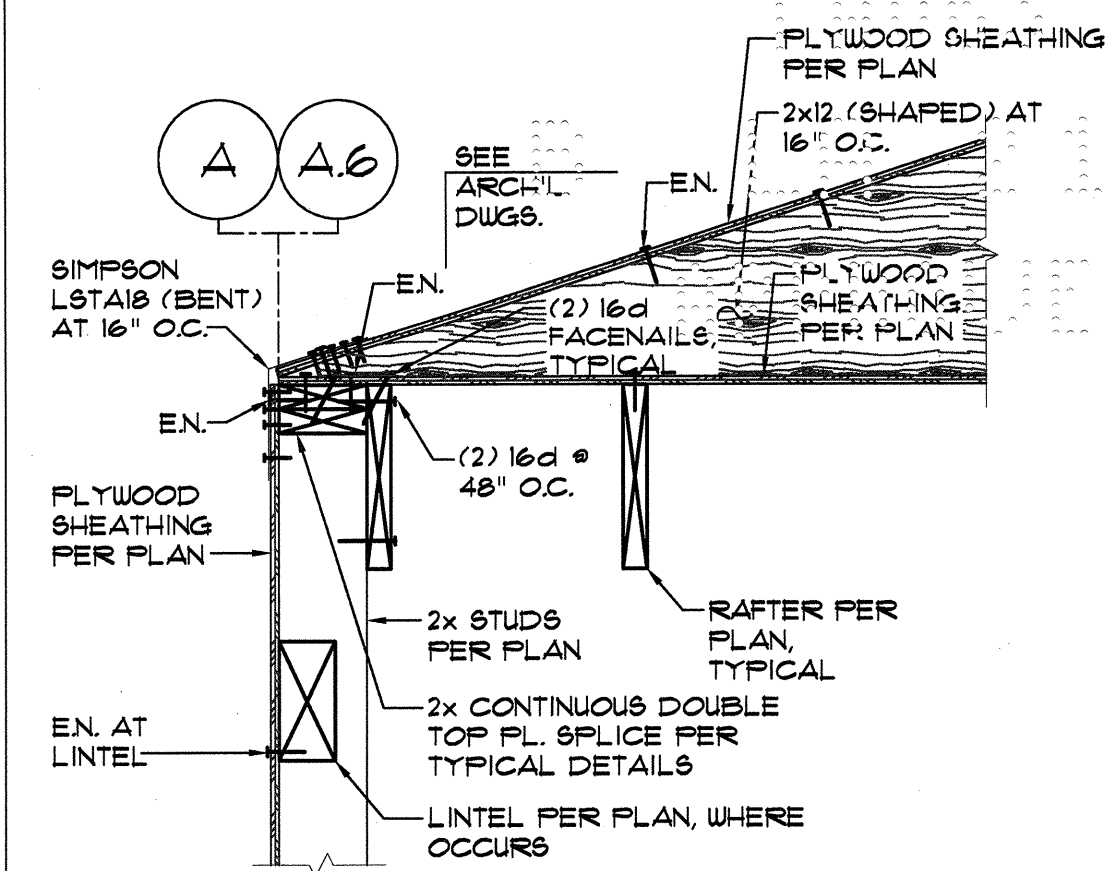 PLYWOOD SHEATHING
PER PLAN
2x12 (SHAPED) AT
16" O.C.
A
A.6
SEE
ARCH'L
DWGS.
E.N.
SIMPSON
LSTA18 (BENT)
AT 16" O.C.
E.N.
(2) 16d
FACENAILS,
TYPICAL
PLYWOOD
SHEATHING
PER PLAN
E.N.
(2) 16d @
48" O.C.
PLYWOOD
SHEATHING
PER PLAN
2x STUDS
PER PLAN
RAFTER PER
PLAN,
TYPICAL
2x CONTINUOUS DOUBLE
TOP PL. SPLICE PER
TYPICAL DETAILS
E.N. AT
LINTEL
LINTEL PER PLAN, WHERE
OCCURS